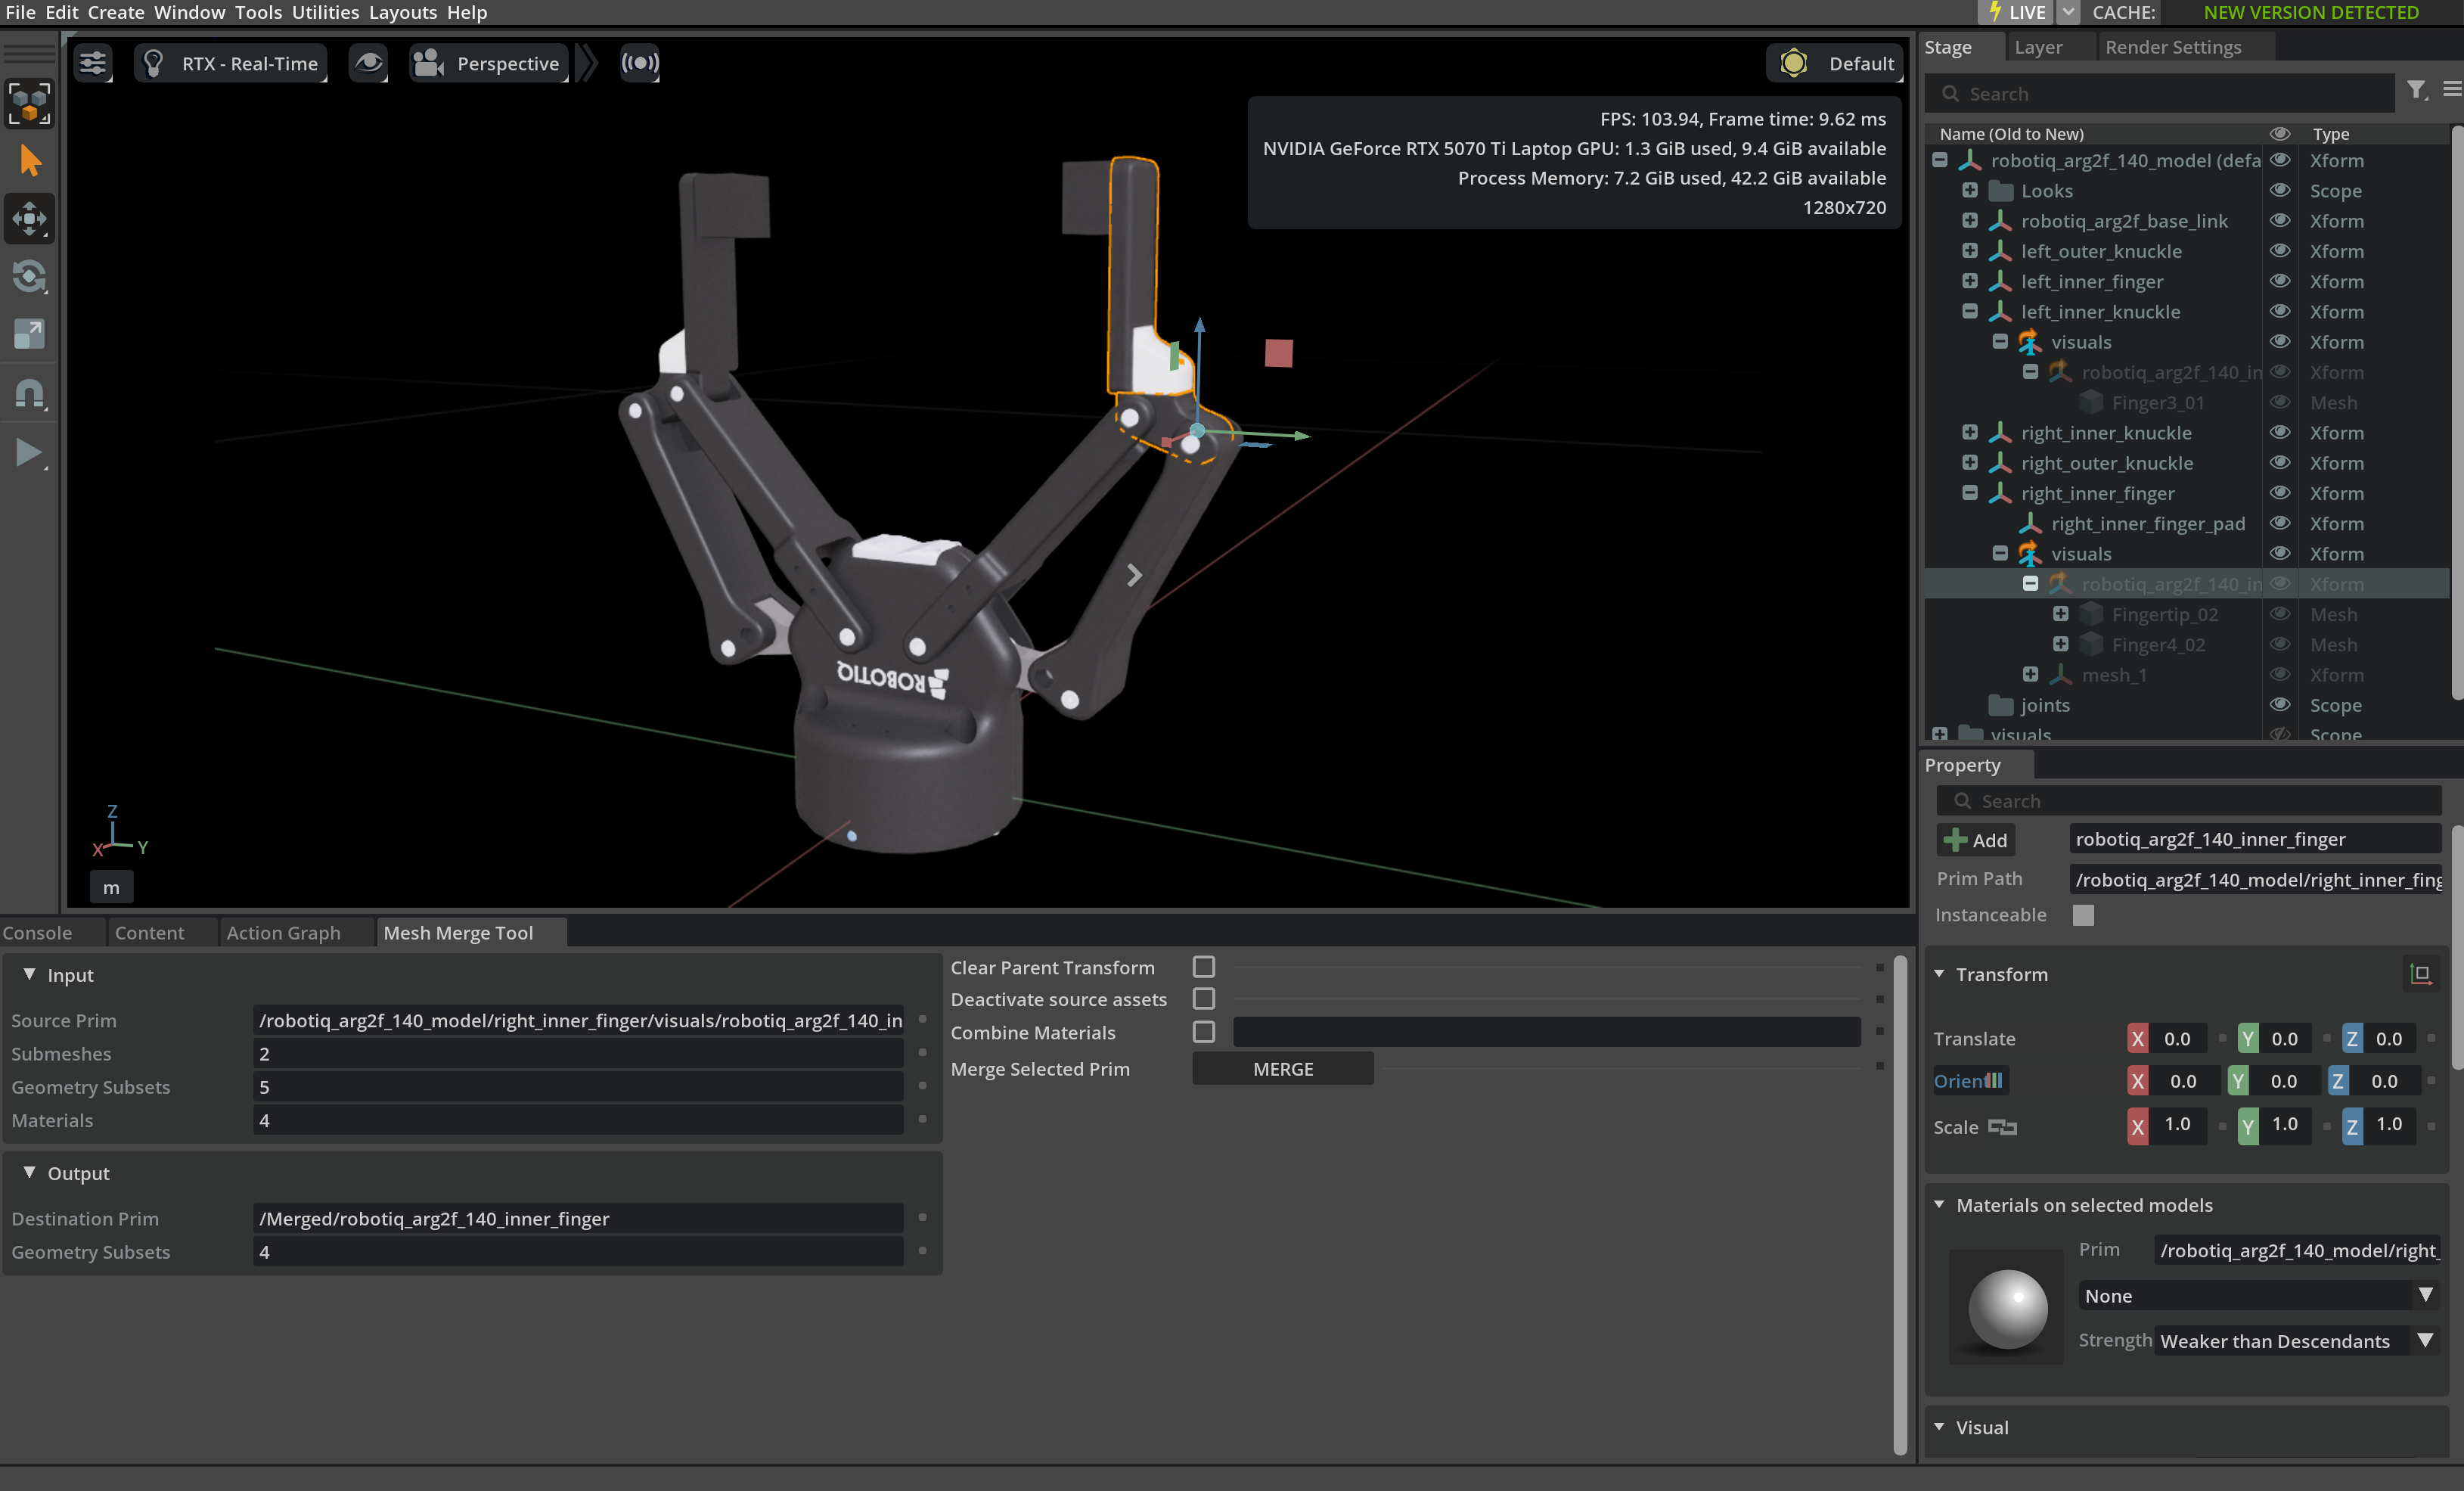 File Edit Create Window Tools Utilities Layouts Help
LIVE CACHE: NEW VERSION DETECTED
RTX - Real-Time
Perspective
Default
FPS: 103.94, Frame time: 9.62 ms
NVIDIA GeForce RTX 5070 Ti Laptop GPU: 1.3 GiB used, 9.4 GiB available
Process Memory: 7.2 GiB used, 42.2 GiB available
1280x720
ROBOTIQ
Z
X Y
m
Stage Layer Render Settings
Search
Name (Old to New) Type
robotiq_arg2f_140_model (defa Xform
Looks Scope
robotiq_arg2f_base_link Xform
left_outer_knuckle Xform
left_inner_finger Xform
left_inner_knuckle Xform
visuals Xform
robotiq_arg2f_140_in Xform
Finger3_01 Mesh
right_inner_knuckle Xform
right_outer_knuckle Xform
right_inner_finger Xform
right_inner_finger_pad Xform
visuals Xform
robotiq_arg2f_140_in Xform
Fingertip_02 Mesh
Finger4_02 Mesh
mesh_1 Xform
joints Scope
visuals Scope
Console Content Action Graph Mesh Merge Tool
Input
Source Prim /robotiq_arg2f_140_model/right_inner_finger/visuals/robotiq_arg2f_140_in
Submeshes 2
Geometry Subsets 5
Materials 4
Output
Destination Prim /Merged/robotiq_arg2f_140_inner_finger
Geometry Subsets 4
Clear Parent Transform
Deactivate source assets
Combine Materials
Merge Selected Prim MERGE
Property
Search
Add robotiq_arg2f_140_inner_finger
Prim Path /robotiq_arg2f_140_model/right_inner_fing
Instanceable
Transform
Translate X 0.0 Y 0.0 Z 0.0
Orient X 0.0 Y 0.0 Z 0.0
Scale X 1.0 Y 1.0 Z 1.0
Materials on selected models
Prim /robotiq_arg2f_140_model/right_
None
Strength Weaker than Descendants
Visual